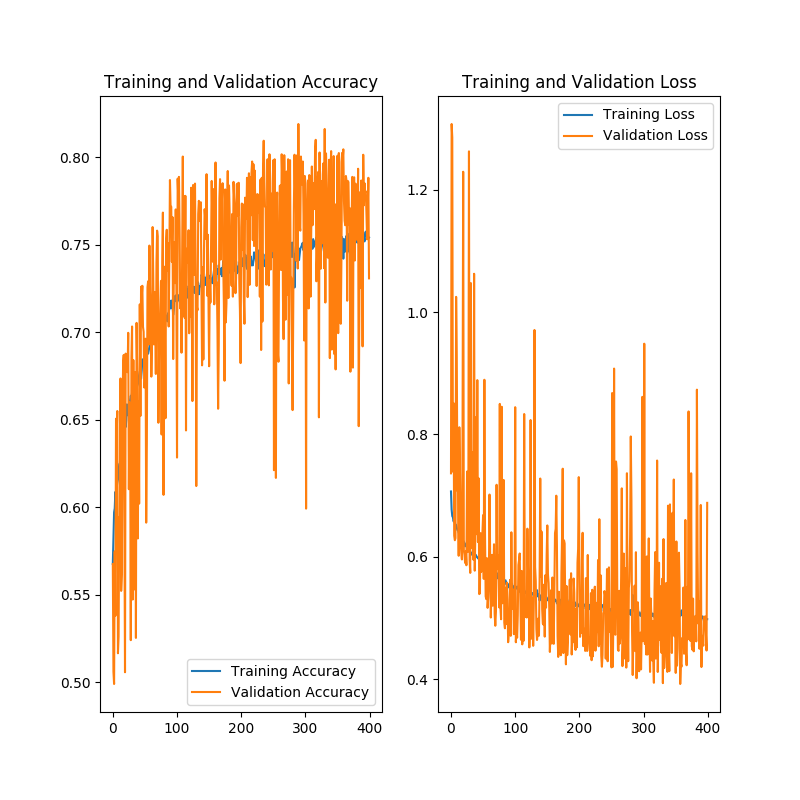 Training and Validation Accuracy
0.80
0.75
0.70
0.65
0.60
0.55
0.50
0 100 200 300 400
Training Accuracy
Validation Accuracy
Training and Validation Loss
1.2
1.0
0.8
0.6
0.4
0 100 200 300 400
Training Loss
Validation Loss